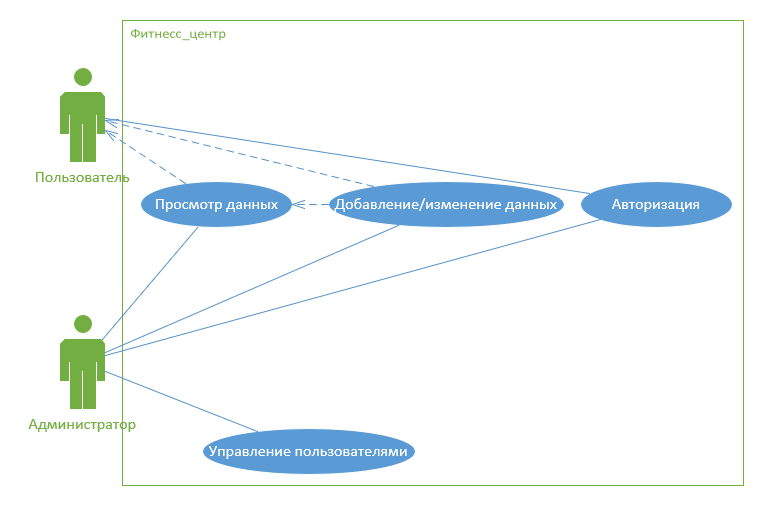 Фитнесс_центр
Пользователь
Просмотр данных
Добавление/изменение данных
Авторизация
Администратор
Управление пользователями